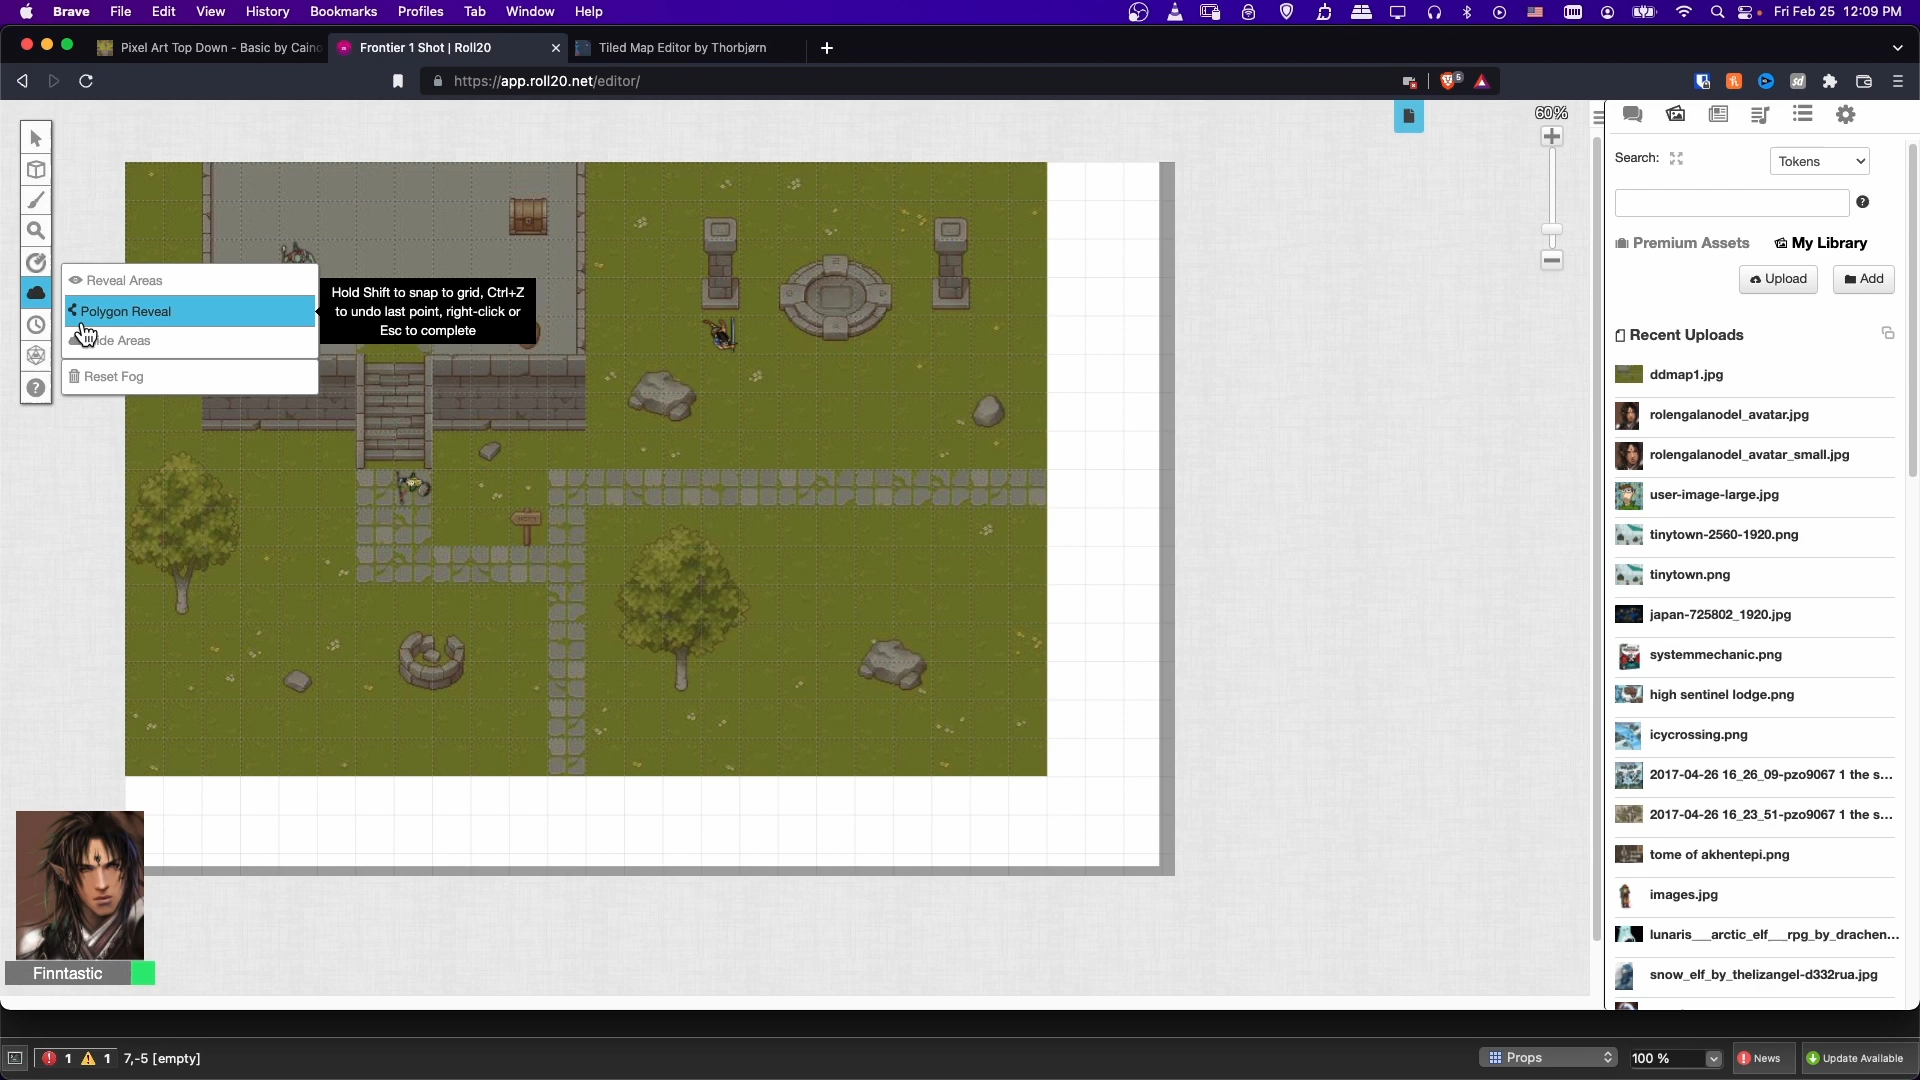 Brave File Edit View History Bookmarks Profiles Tab Window Help Fri Feb 25 12:09 PM
Pixel Art Top Down - Basic by Caino Frontier 1 Shot | Roll20 Tiled Map Editor by Thorbjørn
https://app.roll20.net/editor/ 5
60%
Search: Tokens
Premium Assets My Library
Upload Add
Reveal Areas
Polygon Reveal
de Areas
Reset Fog
Hold Shift to snap to grid, Ctrl+Z
to undo last point, right-click or
Esc to complete
Recent Uploads
ddmap1.jpg
rolengalanodel_avatar.jpg
rolengalanodel_avatar_small.jpg
user-image-large.jpg
tinytown-2560-1920.png
tinytown.png
japan-725802_1920.jpg
systemmechanic.png
high sentinel lodge.png
icycrossing.png
2017-04-26 16_26_09-pzo9067 1 the s...
2017-04-26 16_23_51-pzo9067 1 the s...
tome of akhentepi.png
images.jpg
lunaris___arctic_elf___rpg_by_drachen...
snow_elf_by_thelizangel-d332rua.jpg
Finntastic
1 1 7,-5 [empty] Props 100 % News Update Available